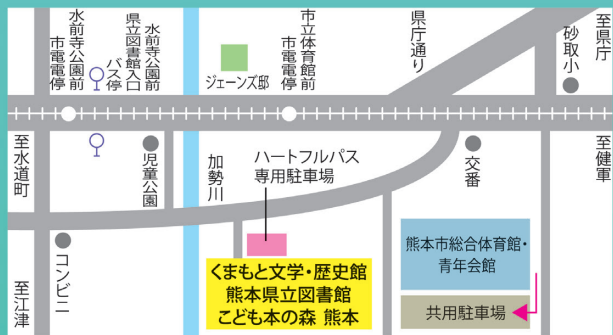 水前寺公園前
市電電停
水前寺公園前
県立図書館入口
バス停
ジェーンズ邸
市立体育館前
市電電停
県庁通り
砂取小
至県庁
至水道町
児童公園
加勢川
ハートフルパス
専用駐車場
交番
至健軍
コンビニ
至江津
くまもと文学・歴史館
熊本県立図書館
こども本の森 熊本
熊本市総合体育館・
青年会館
共用駐車場